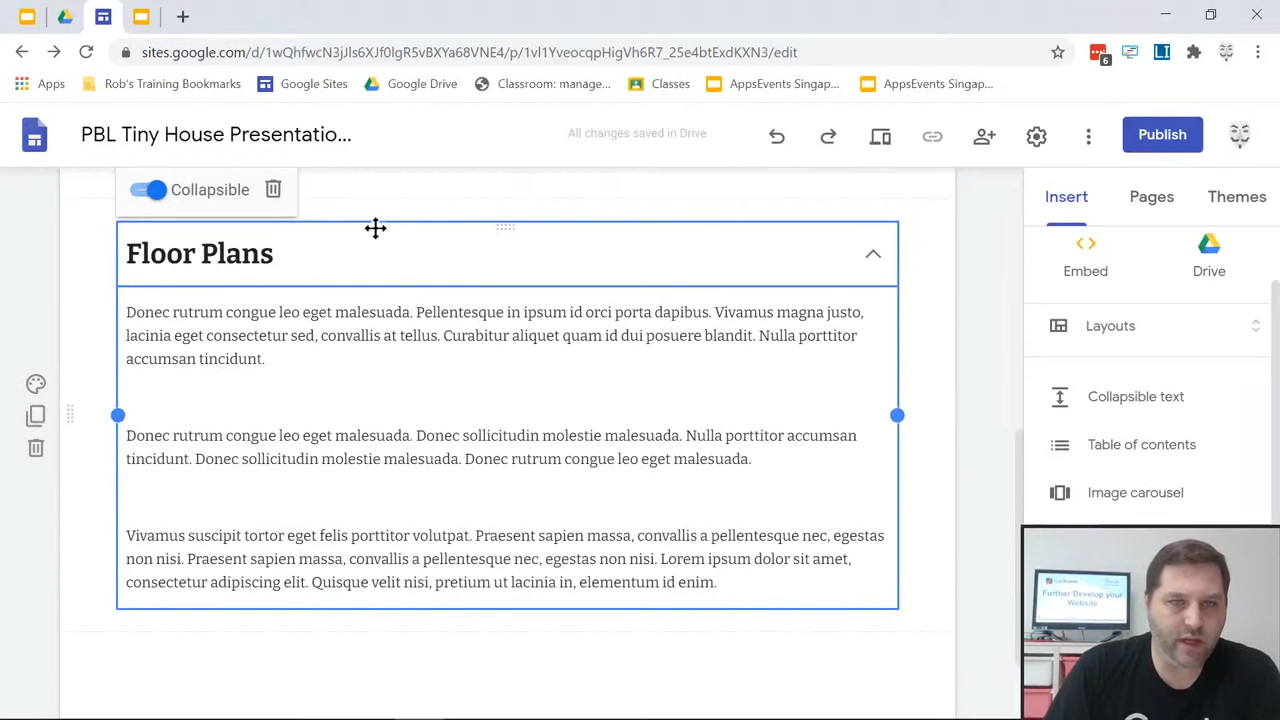 sites.google.com/d/1wQhfwcN3jJls6XJf0lgR5vBXYa68VNE4/p/1vl1YveocqpHigVh6R7_25e4btExdKXN3/edit
6
Apps
Rob's Training Bookmarks
Google Sites
Google Drive
Classroom: manage...
Classes
AppsEvents Singap...
AppsEvents Singap...
PBL Tiny House Presentatio...
All changes saved in Drive
Publish
Collapsible
Insert
Pages
Themes
Floor Plans
Embed
Drive
Donec rutrum congue leo eget malesuada. Pellentesque in ipsum id orci porta dapibus. Vivamus magna justo,
lacinia eget consectetur sed, convallis at tellus. Curabitur aliquet quam id dui posuere blandit. Nulla porttitor
accumsan tincidunt.
Layouts
Collapsible text
Donec rutrum congue leo eget malesuada. Donec sollicitudin molestie malesuada. Nulla porttitor accumsan
tincidunt. Donec sollicitudin molestie malesuada. Donec rutrum congue leo eget malesuada.
Table of contents
Image carousel
Vivamus suscipit tortor eget felis porttitor volutpat. Praesent sapien massa, convallis a pellentesque nec, egestas
non nisi. Praesent sapien massa, convallis a pellentesque nec, egestas non nisi. Lorem ipsum dolor sit amet,
consectetur adipiscing elit. Quisque velit nisi, pretium ut lacinia in, elementum id enim.
Further Develop your
Website